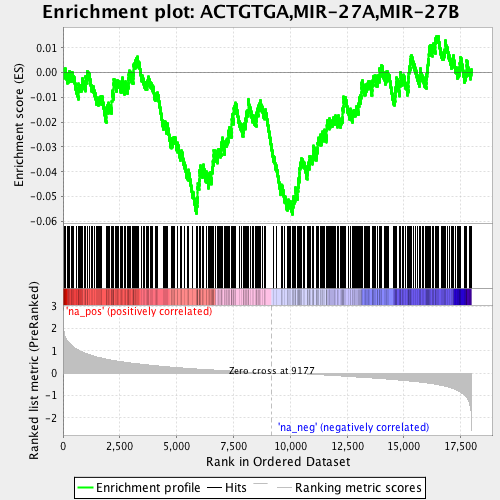 Enrichment plot: ACTGTGA,MIR-27A,MIR-27B
Enrichment score (ES)
0.01
0.00
-0.01
-0.02
-0.03
-0.04
-0.05
-0.06
'na_pos' (positively correlated)
Ranked list metric (PreRanked)
3
2
1
0
-1
-2
Zero cross at 9177
'na_neg' (negatively correlated)
0
2,500
5,000
7,500
10,000
12,500
15,000
17,500
Rank in Ordered Dataset
Enrichment profile
Hits
Ranking metric scores